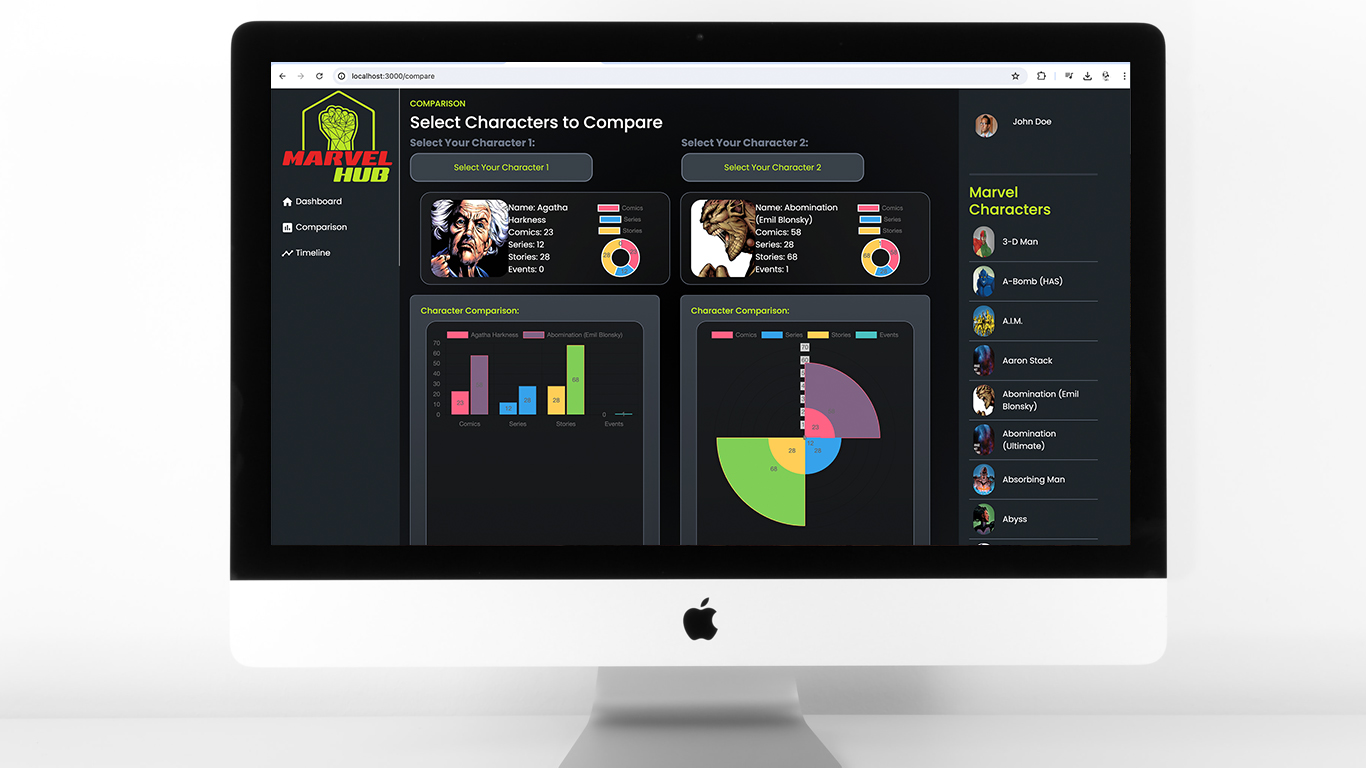 localhost:3000/compare
MARVEL
HUB
Dashboard
Comparison
Timeline
COMPARISON
Select Characters to Compare
Select Your Character 1:
Select Your Character 1
Name: Agatha
Harkness
Comics: 23
Series: 12
Stories: 28
Events: 0
Comics
Series
Stories
28
Select Your Character 2:
Select Your Character 2
Name: Abomination
(Emil Blonsky)
Comics: 58
Series: 28
Stories: 68
Events: 1
Comics
Series
Stories
68
Character Comparison:
Agatha Harkness Abomination (Emil Blonsky)
70
60
50
40
30
20
10
0
23
12 28
28 68
0
Comics Series Stories Events
Character Comparison:
Comics Series Stories Events
70
60
23
12
28 28
68
John Doe
Marvel
Characters
3-D Man
A-Bomb (HAS)
A.I.M.
Aaron Stack
Abomination (Emil
Blonsky)
Abomination
(Ultimate)
Absorbing Man
Abyss